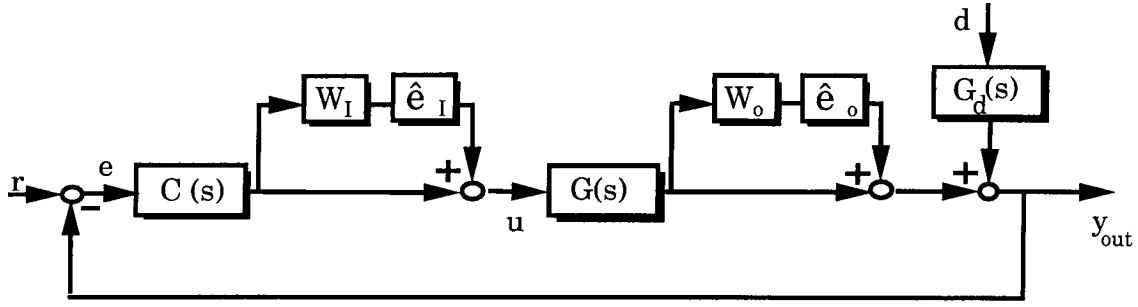 d
W_I ê_I
W_o ê_o
G_d(s)
r
e
C (s)
+
u
G(s)
+
+
−
y_out